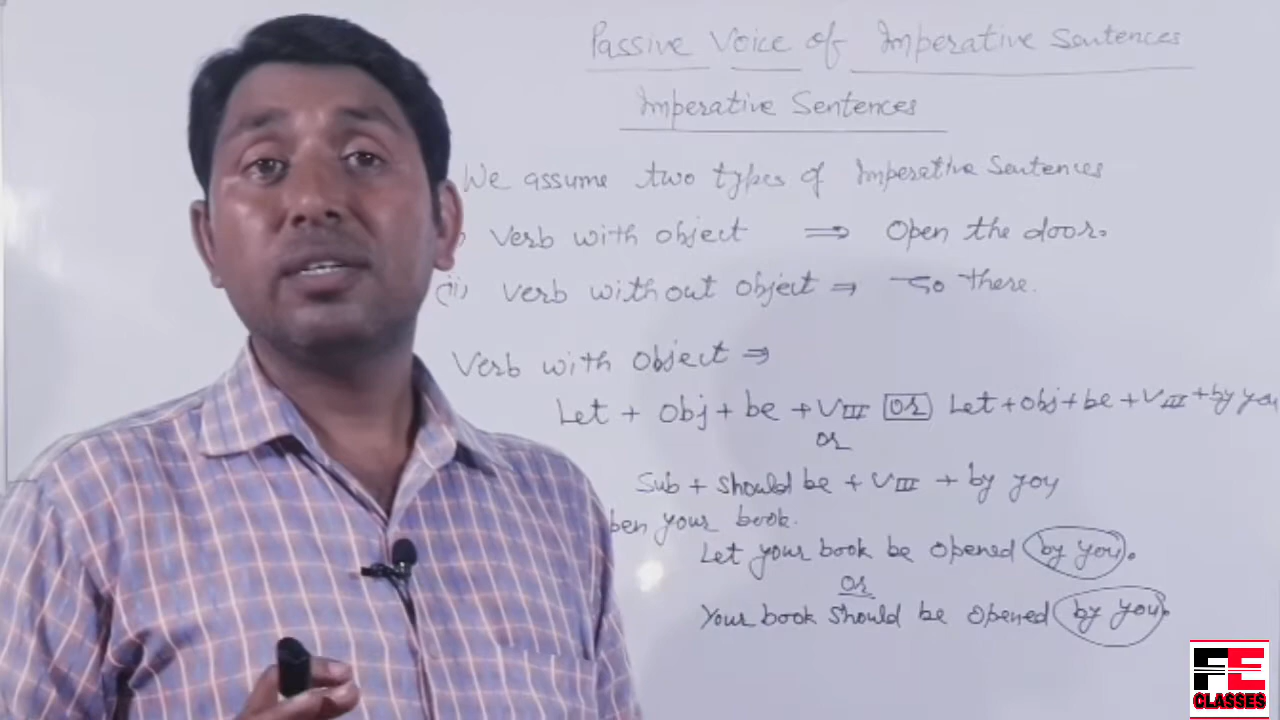 Passive Voice of Imperative Sentences
Imperative Sentences
We assume two types of Imperative Sentences
Verb with object ⇒ Open the door.
(ii) Verb without object ⇒ Go there.
Verb with Object ⇒
Let + obj + be + VIII or Let + obj + be + VIII + by you
or
Sub + should be + VIII + by you
pen your book.
Let your book be opened by you.
or
Your book should be opened by you.
FE
CLASSES